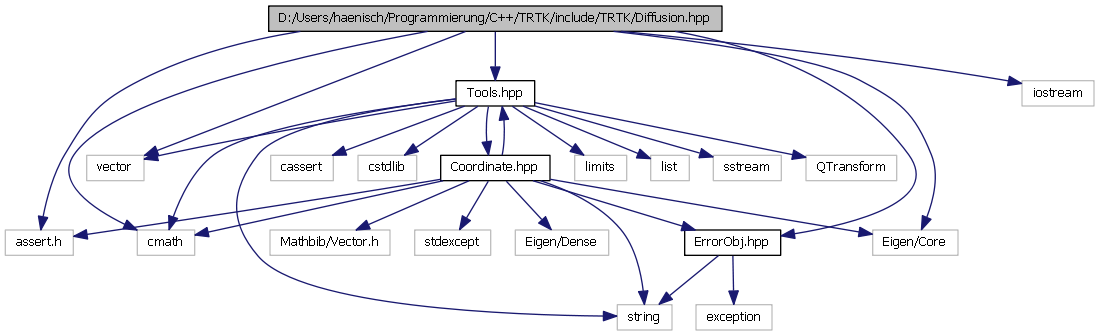 D:/Users/haenisch/Programmierung/C++/TRTK/include/TRTK/Diffusion.hpp
Tools.hpp
iostream
vector
cassert
cstdlib
Coordinate.hpp
limits
list
sstream
QTransform
assert.h
cmath
Mathbib/Vector.h
stdexcept
Eigen/Dense
ErrorObj.hpp
Eigen/Core
string
exception